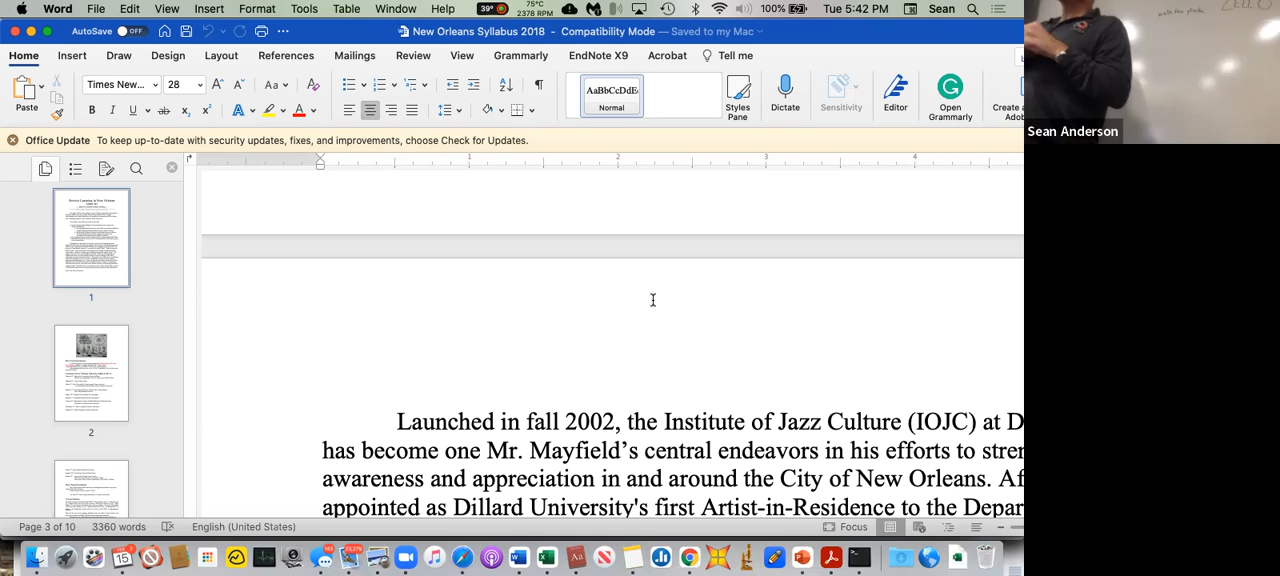 Word File Edit View Insert Format Tools Table Window Help 39° 75°C 2378 RPM 100% Tue 5:42 PM Sean
AutoSave OFF New Orleans Syllabus 2018 - Compatibility Mode — Saved to my Mac
Home Insert Draw Design Layout References Mailings Review View Grammarly EndNote X9 Acrobat Tell me
Paste Times New... 28 Aa AaBbCcDdE Normal Styles Pane Dictate Sensitivity Editor Open Grammarly Create a Adob
Office Update To keep up-to-date with security updates, fixes, and improvements, choose Check for Updates.
Sean Anderson
1 2 3 4
1
2
Launched in fall 2002, the Institute of Jazz Culture (IOJC) at D
has become one Mr. Mayfield’s central endeavors in his efforts to stren
awareness and appreciation in and around the City of New Orleans. Af
appointed as Dillard University's first Artist-in-Residence to the Depar
Page 3 of 10 3360 words English (United States) Focus